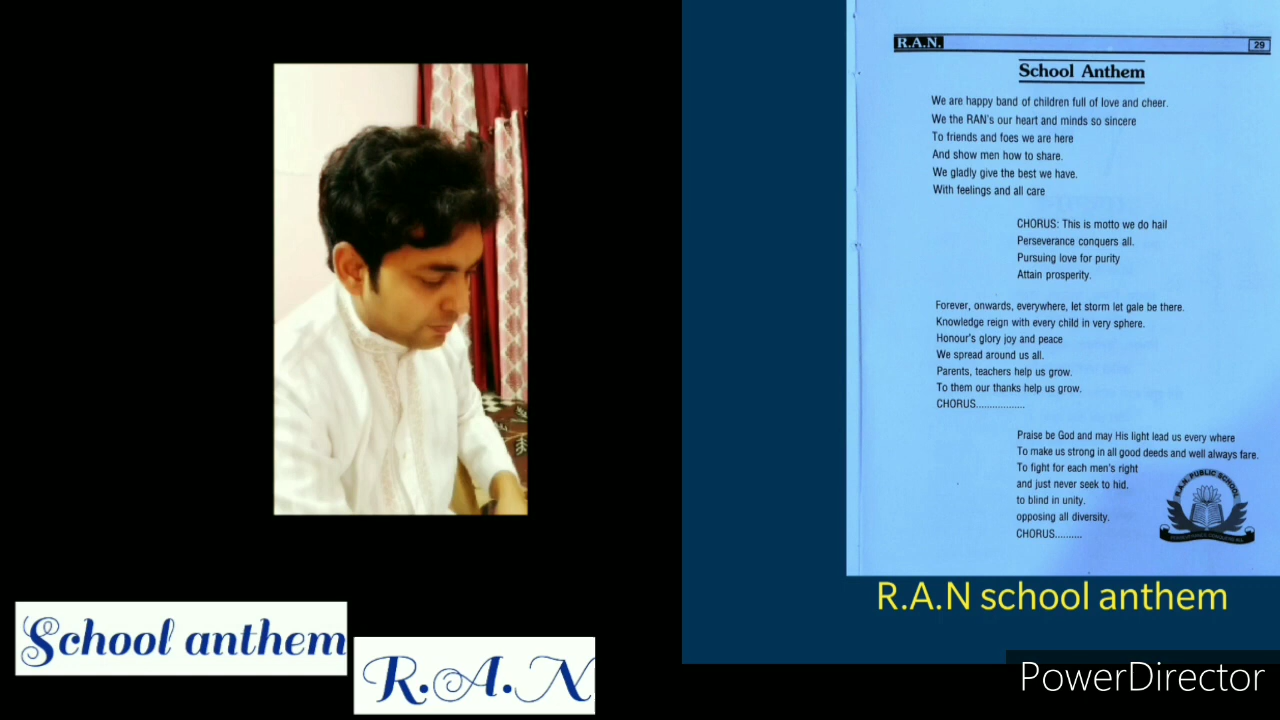 R.A.N.
29
School Anthem
We are happy band of children full of love and cheer.
We the RAN's our heart and minds so sincere
To friends and foes we are here
And show men how to share.
We gladly give the best we have.
With feelings and all care
CHORUS: This is motto we do hail
Perseverance conquers all.
Pursuing love for purity
Attain prosperity.
Forever, onwards, everywhere, let storm let gale be there.
Knowledge reign with every child in very sphere.
Honour's glory joy and peace
We spread around us all.
Parents, teachers help us grow.
To them our thanks help us grow.
CHORUS..................
Praise be God and may His light lead us every where
To make us strong in all good deeds and well always fare.
To fight for each men's right
and just never seek to hid.
to blind in unity.
opposing all diversity.
CHORUS..........
R.A.N. PUBLIC SCHOOL
PERSEVERANCE CONQUERS ALL
R.A.N school anthem
School anthem
R.A.N
PowerDirector